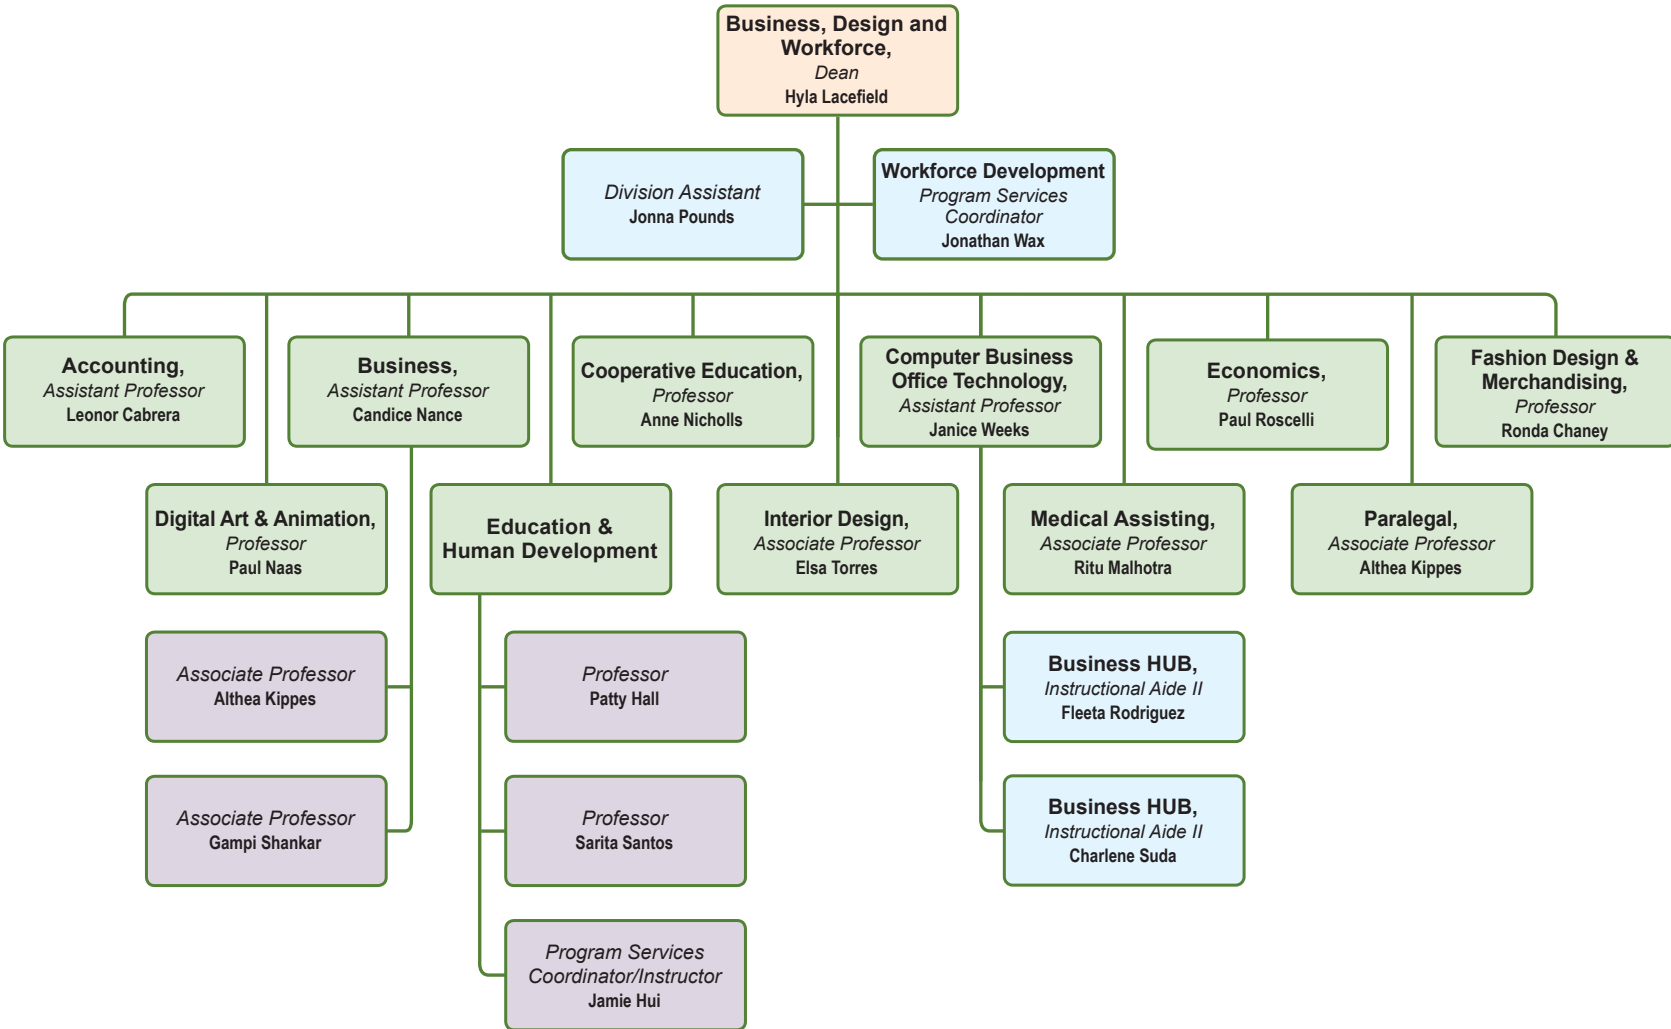 Business, Design and
Workforce,
Dean
Hyla Lacefield
Division Assistant
Jonna Pounds
Workforce Development
Program Services
Coordinator
Jonathan Wax
Accounting,
Assistant Professor
Leonor Cabrera
Business,
Assistant Professor
Candice Nance
Cooperative Education,
Professor
Anne Nicholls
Computer Business
Office Technology,
Assistant Professor
Janice Weeks
Economics,
Professor
Paul Roscelli
Fashion Design &
Merchandising,
Professor
Ronda Chaney
Digital Art & Animation,
Professor
Paul Naas
Education &
Human Development
Interior Design,
Associate Professor
Elsa Torres
Medical Assisting,
Associate Professor
Ritu Malhotra
Paralegal,
Associate Professor
Althea Kippes
Associate Professor
Althea Kippes
Professor
Patty Hall
Business HUB,
Instructional Aide II
Fleeta Rodriguez
Associate Professor
Gampi Shankar
Professor
Sarita Santos
Business HUB,
Instructional Aide II
Charlene Suda
Program Services
Coordinator/Instructor
Jamie Hui